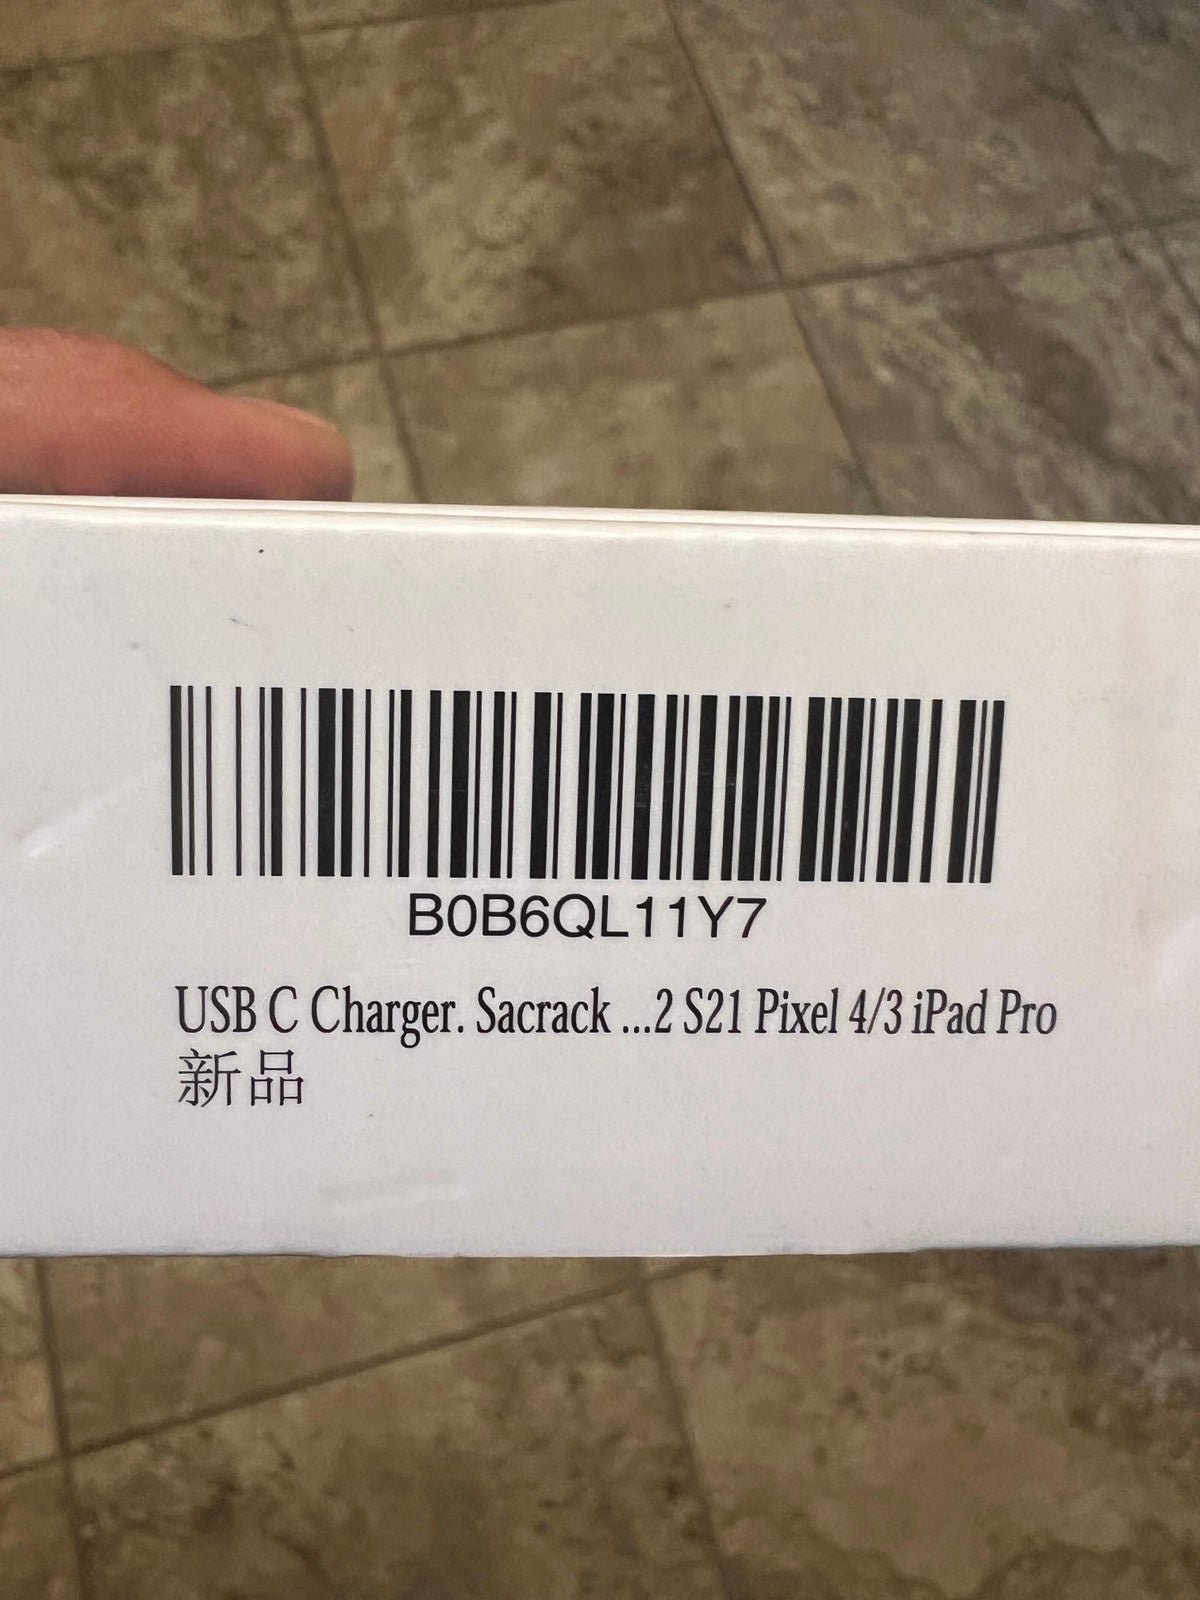 B0B6QL11Y7
USB C Charger. Sacrack ...2 S21 Pixel 4/3 iPad Pro
新品